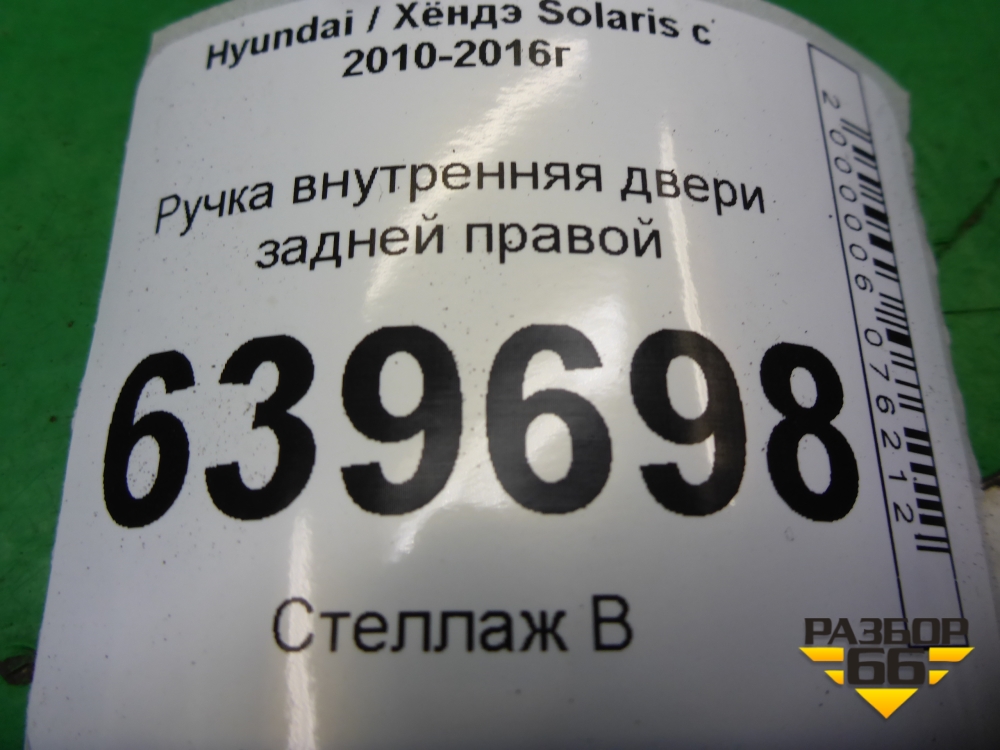 Hyundai / Хёндэ Solaris с
2010-2016г
Ручка внутренняя двери
задней правой
639698
Стеллаж В
2000006076212
РАЗБОР
66